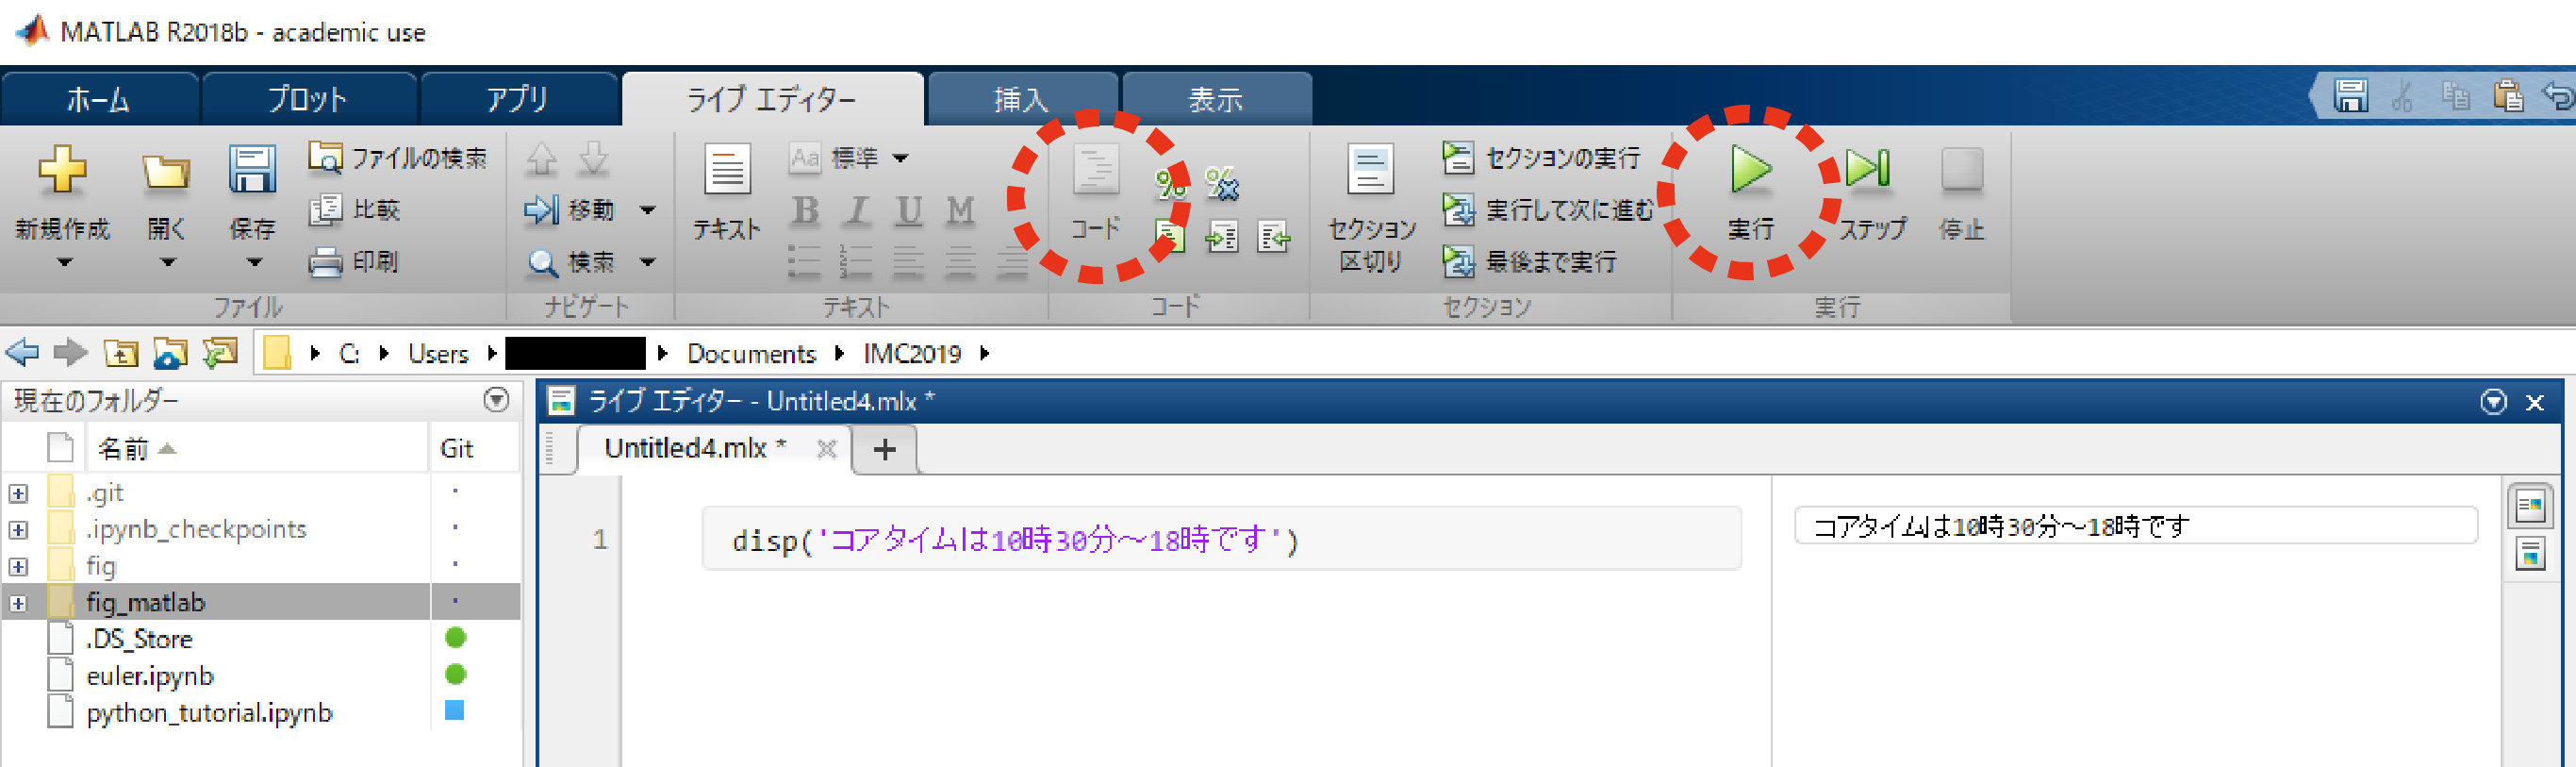 MATLAB R2018b - academic use
ホーム プロット アプリ ライブ エディター 挿入 表示
新規作成 開く 保存 ファイルの検索 比較 印刷
移動 検索
テキスト Aa 標準 B I U M
コード
セクション区切り セクションの実行 実行して次に進む 最後まで実行
実行 ステップ 停止
ファイル ナビゲート テキスト コード セクション 実行
C: Users Documents IMC2019
現在のフォルダー
名前 Git
.git
.ipynb_checkpoints
fig
fig_matlab
.DS_Store
euler.ipynb
python_tutorial.ipynb
ライブ エディター - Untitled4.mlx *
Untitled4.mlx *
1 disp('コアタイムは10時30分～18時です')
コアタイムは10時30分～18時です